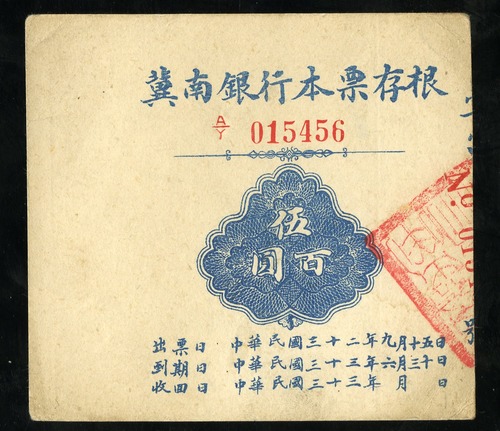 冀南銀行本票存根
A/Y 015456
伍百圓
出票日 中華民國三十二年九月十五日
到期日 中華民國三十三年六月三十日
收回日 中華民國三十三年 月 日
No.
號